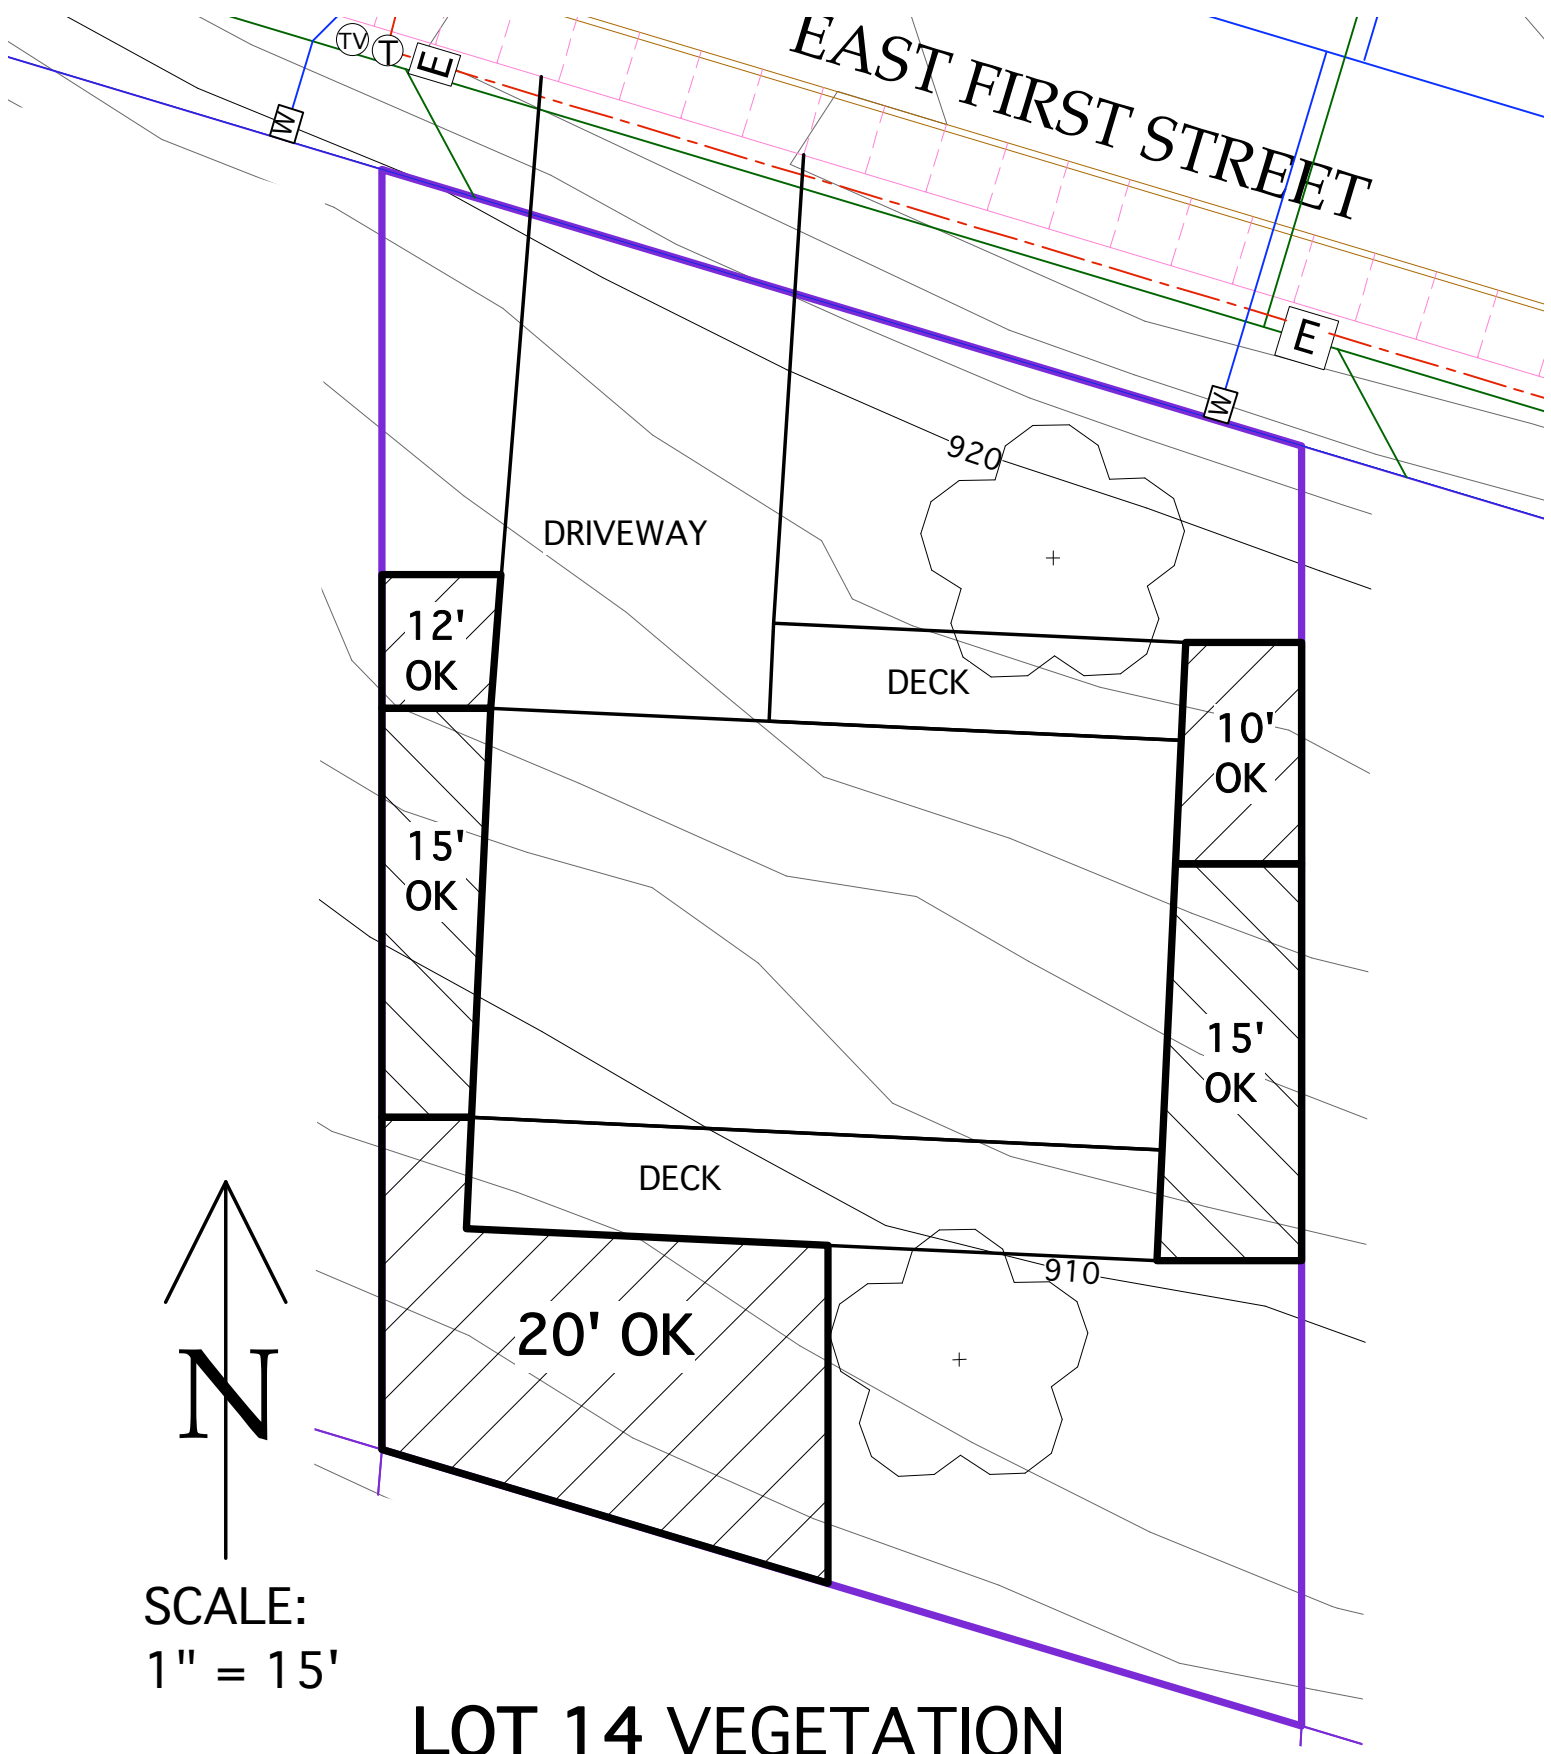 EAST FIRST STREET
TV
T
E
W
E
W
920
DRIVEWAY
12'
OK
DECK
10'
OK
15'
OK
15'
OK
DECK
910
20' OK
N
SCALE:
1" = 15'
LOT 14 VEGETATION